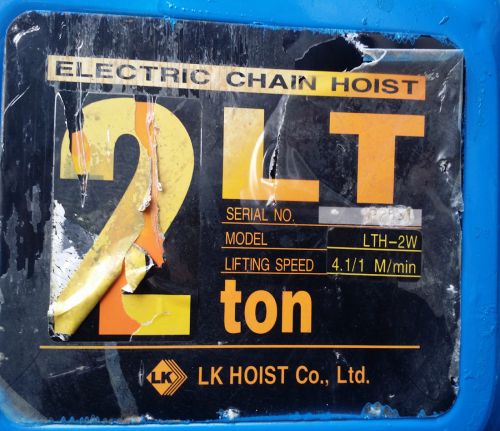 ELECTRIC CHAIN HOIST
2 LT
SERIAL NO.
MODEL LTH-2W
LIFTING SPEED 4.1/1 M/min
ton
LK LK HOIST Co., Ltd.